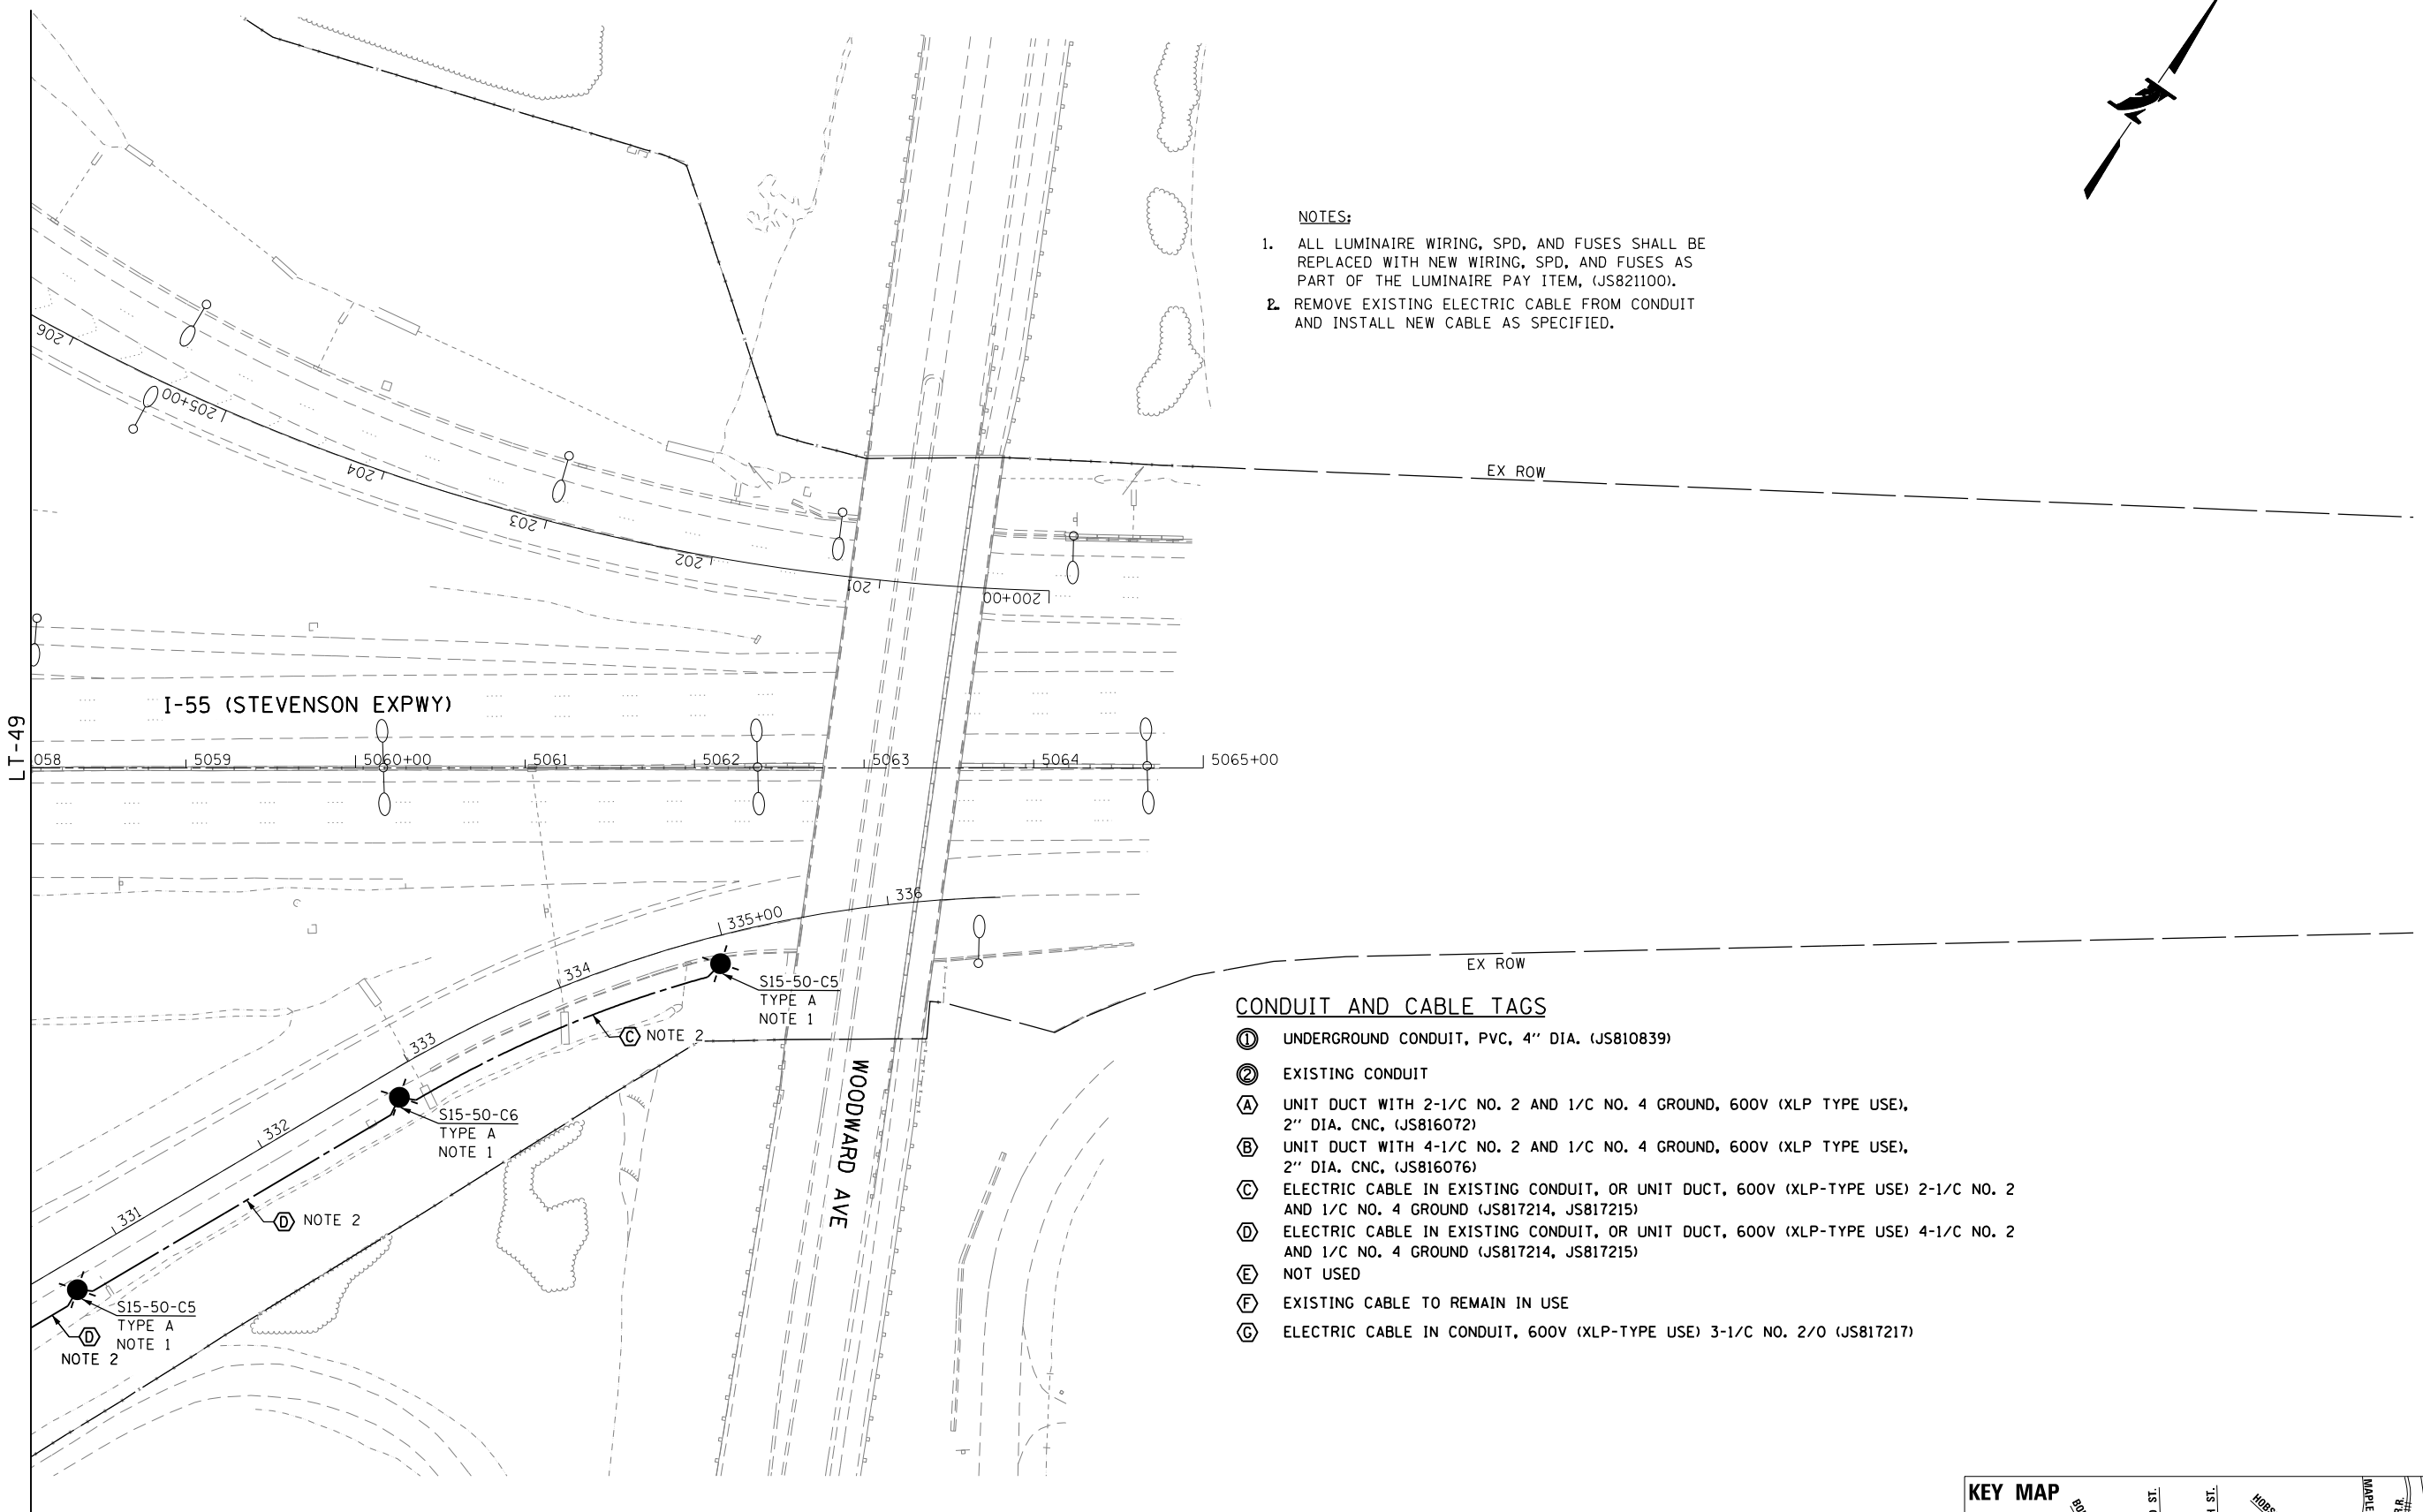 NOTES:
1. ALL LUMINAIRE WIRING, SPD, AND FUSES SHALL BE
REPLACED WITH NEW WIRING, SPD, AND FUSES AS
PART OF THE LUMINAIRE PAY ITEM, (JS821100).
2. REMOVE EXISTING ELECTRIC CABLE FROM CONDUIT
AND INSTALL NEW CABLE AS SPECIFIED.
206
205+00
204
203
202
201
200+00
EX ROW
I-55 (STEVENSON EXPWY)
LT-49
058
5059
5060+00
5061
5062
5063
5064
5065+00
336
335+00
334
333
332
331
S15-50-C5
TYPE A
NOTE 1
C NOTE 2
S15-50-C6
TYPE A
NOTE 1
D NOTE 2
S15-50-C5
TYPE A
NOTE 1
D
NOTE 2
WOODWARD AVE
EX ROW
CONDUIT AND CABLE TAGS
1 UNDERGROUND CONDUIT, PVC, 4" DIA. (JS810839)
2 EXISTING CONDUIT
A UNIT DUCT WITH 2-1/C NO. 2 AND 1/C NO. 4 GROUND, 600V (XLP TYPE USE),
2" DIA. CNC, (JS816072)
B UNIT DUCT WITH 4-1/C NO. 2 AND 1/C NO. 4 GROUND, 600V (XLP TYPE USE),
2" DIA. CNC, (JS816076)
C ELECTRIC CABLE IN EXISTING CONDUIT, OR UNIT DUCT, 600V (XLP-TYPE USE) 2-1/C NO. 2
AND 1/C NO. 4 GROUND (JS817214, JS817215)
D ELECTRIC CABLE IN EXISTING CONDUIT, OR UNIT DUCT, 600V (XLP-TYPE USE) 4-1/C NO. 2
AND 1/C NO. 4 GROUND (JS817214, JS817215)
E NOT USED
F EXISTING CABLE TO REMAIN IN USE
G ELECTRIC CABLE IN CONDUIT, 600V (XLP-TYPE USE) 3-1/C NO. 2/0 (JS817217)
KEY MAP
ST.
ST.
MAPLE
R.R.